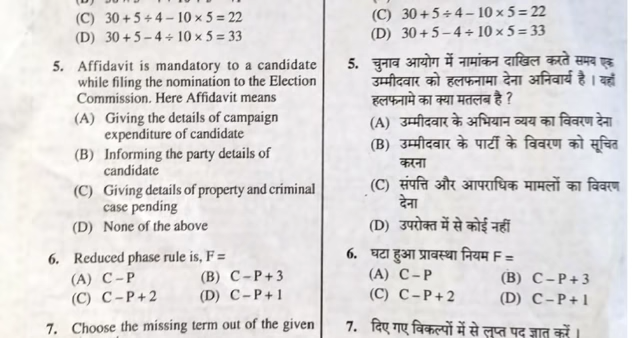 (C) 30 + 5 ÷ 4 – 10 × 5 = 22
(D) 30 + 5 – 4 ÷ 10 × 5 = 33
5. Affidavit is mandatory to a candidate
while filing the nomination to the Election
Commission. Here Affidavit means
(A) Giving the details of campaign
expenditure of candidate
(B) Informing the party details of
candidate
(C) Giving details of property and criminal
case pending
(D) None of the above
6. Reduced phase rule is, F =
(A) C – P (B) C – P + 3
(C) C – P + 2 (D) C – P + 1
7. Choose the missing term out of the given
(C) 30 + 5 ÷ 4 – 10 × 5 = 22
(D) 30 + 5 – 4 ÷ 10 × 5 = 33
5. चुनाव आयोग में नामांकन दाखिल करते समय एक
उम्मीदवार को हलफनामा देना अनिवार्य है । यहाँ
हलफनामे का क्या मतलब है ?
(A) उम्मीदवार के अभियान व्यय का विवरण देना
(B) उम्मीदवार के पार्टी के विवरण को सूचित
करना
(C) संपत्ति और आपराधिक मामलों का विवरण
देना
(D) उपरोक्त में से कोई नहीं
6. घटा हुआ प्रावस्था नियम F =
(A) C – P (B) C – P + 3
(C) C – P + 2 (D) C – P + 1
7. दिए गए विकल्पों में से लुप्त पद ज्ञात करें ।